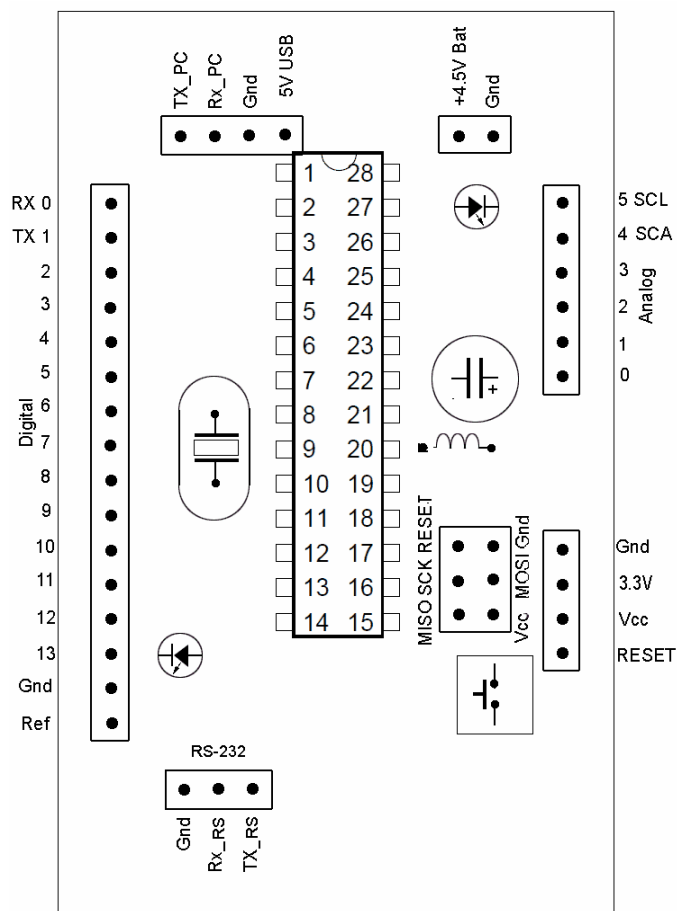 TX_PC
Rx_PC
Gnd
5V USB
+4.5V Bat
Gnd
RX 0
TX 1
2
3
4
5
6
7
8
9
10
11
12
13
Gnd
Ref
Digital
1 28
2 27
3 26
4 25
5 24
6 23
7 22
8 21
9 20
10 19
11 18
12 17
13 16
14 15
5 SCL
4 SCA
3
2
1
0
Analog
+
MISO SCK RESET
Vcc MOSI Gnd
Gnd
3.3V
Vcc
RESET
RS-232
Gnd
Rx_RS
TX_RS